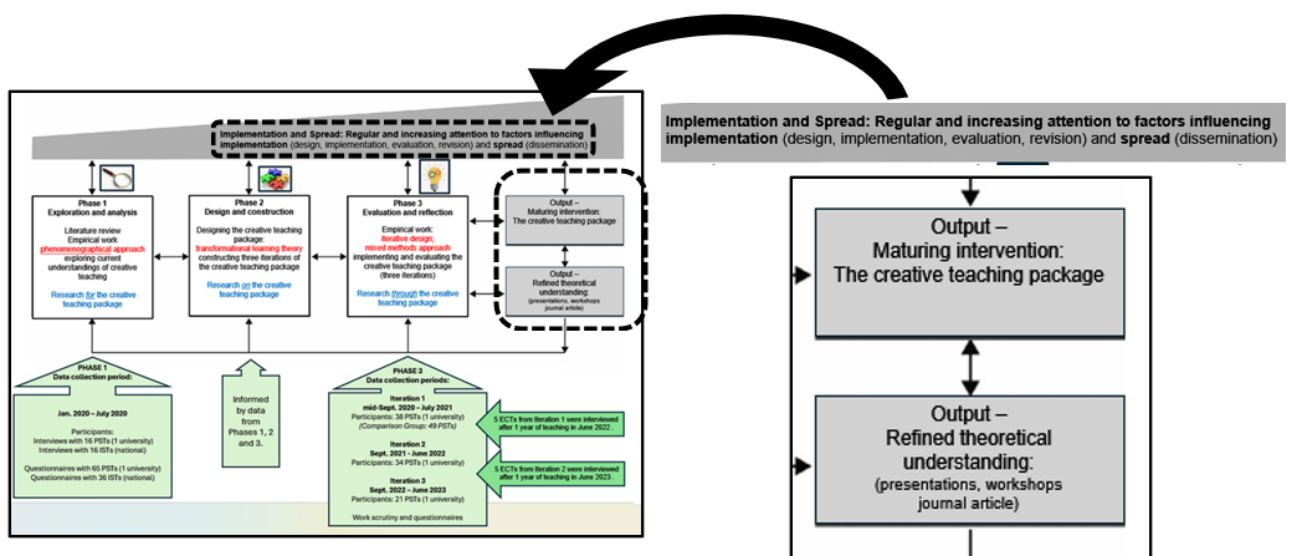 Implementation and Spread: Regular and increasing attention to factors influencing
implementation (design, implementation, evaluation, revision) and spread (dissemination)
Phase 1
Exploration and analysis
Literature review
Empirical work
phenomenographical approach
exploring current
understandings of creative
teaching
Research for the creative
teaching package
Phase 2
Design and construction
Designing the creative teaching
package:
transformational learning theory
constructing three iterations of
the creative teaching package
Research on the creative
teaching package
Phase 3
Evaluation and reflection
Empirical work:
iterative design;
mixed methods approach
implementing and evaluating the
creative teaching package
(three iterations)
Research through the creative
teaching package
Output –
Maturing intervention:
The creative teaching package
Output –
Refined theoretical
understanding:
(presentations, workshops
journal article)
PHASE 1
Data collection period:
Jan. 2020 – July 2020
Participants:
Interviews with 16 PSTs (1 university)
Interviews with 16 ISTs (national)
Questionnaires with 65 PSTs (1 university)
Questionnaires with 36 ISTs (national)
Informed
by data
from
Phases 1, 2
and 3.
PHASE 3
Data collection periods:
Iteration 1
mid-Sept. 2020 – July 2021
Participants: 38 PSTs (1 university)
(Comparison Group: 49 PSTs)
Iteration 2
Sept. 2021 - June 2022
Participants: 34 PSTs (1 university)
Iteration 3
Sept. 2022 – June 2023
Participants: 21 PSTs (1 university)
Work scrutiny and questionnaires
5 ECTs from Iteration 1 were interviewed
after 1 year of teaching in June 2022.
5 ECTs from Iteration 2 were interviewed
after 1 year of teaching in June 2023.
Implementation and Spread: Regular and increasing attention to factors influencing
implementation (design, implementation, evaluation, revision) and spread (dissemination)
Output –
Maturing intervention:
The creative teaching package
Output –
Refined theoretical
understanding:
(presentations, workshops
journal article)